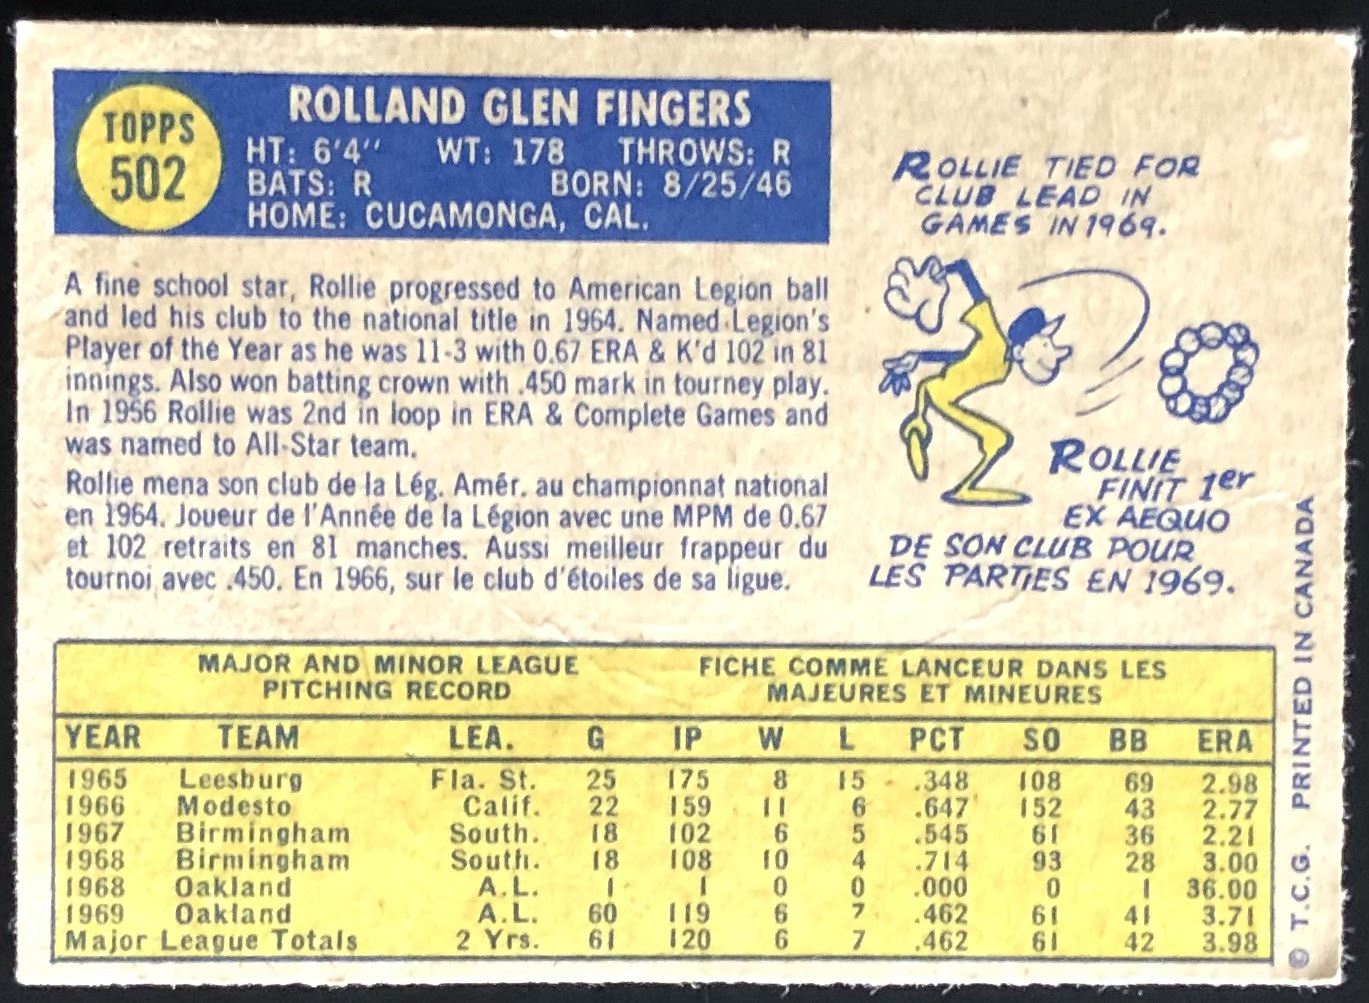 TOPPS
502
ROLLAND GLEN FINGERS
HT: 6'4" WT: 178 THROWS: R
BATS: R BORN: 8/25/46
HOME: CUCAMONGA, CAL.
A fine school star, Rollie progressed to American Legion ball
and led his club to the national title in 1964. Named Legion's
Player of the Year as he was 11-3 with 0.67 ERA & K'd 102 in 81
innings. Also won batting crown with .450 mark in tourney play.
In 1956 Rollie was 2nd in loop in ERA & Complete Games and
was named to All-Star team.
Rollie mena son club de la Lég. Amér. au championnat national
en 1964. Joueur de l'Année de la Légion avec une MPM de 0.67
et 102 retraits en 81 manches. Aussi meilleur frappeur du
tournoi avec .450. En 1966, sur le club d'étoiles de sa ligue.
ROLLIE TIED FOR
CLUB LEAD IN
GAMES IN 1969.
ROLLIE
FINIT 1er
EX AEQUO
DE SON CLUB POUR
LES PARTIES EN 1969.
MAJOR AND MINOR LEAGUE
PITCHING RECORD
FICHE COMME LANCEUR DANS LES
MAJEURES ET MINEURES
YEAR TEAM LEA. G IP W L PCT SO BB ERA
1965 Leesburg Fla. St. 25 175 8 15 .348 108 69 2.98
1966 Modesto Calif. 22 159 11 6 .647 152 43 2.77
1967 Birmingham South. 18 102 6 5 .545 61 36 2.21
1968 Birmingham South. 18 108 10 4 .714 93 28 3.00
1968 Oakland A.L. 1 1 0 0 .000 0 1 36.00
1969 Oakland A.L. 60 119 6 7 .462 61 41 3.71
Major League Totals 2 Yrs. 61 120 6 7 .462 61 42 3.98
© T.C.G. PRINTED IN CANADA